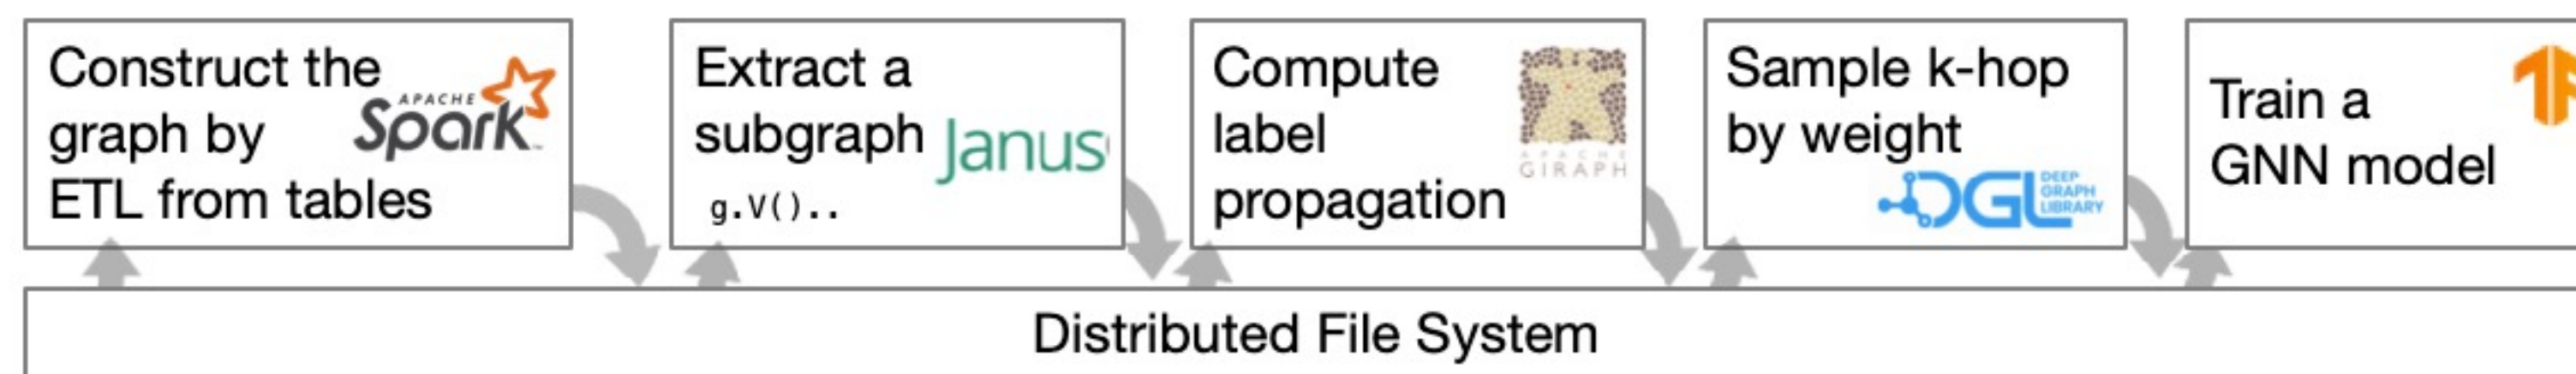 Construct the
graph by
ETL from tables
APACHE
Spark
Extract a
subgraph
Janus
g.V()..
Compute
label
propagation
APACHE
GIRAPH
Sample k-hop
by weight
DGL
DEEP
GRAPH
LIBRARY
Train a
GNN model
Distributed File System